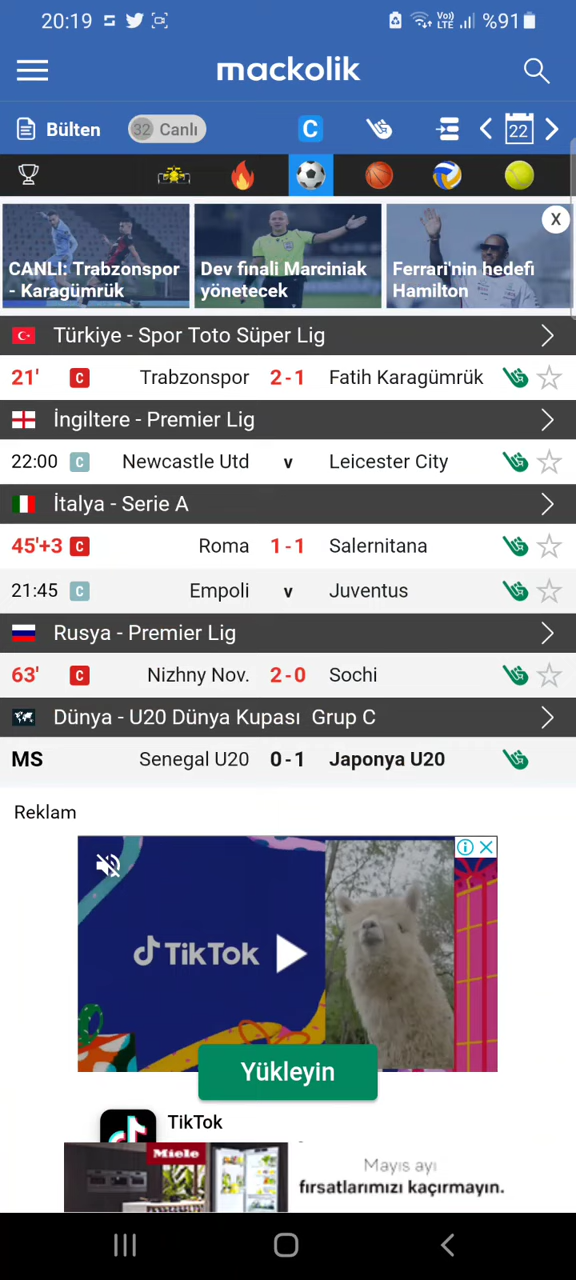 20:19 Vo)) LTE %91
mackolik
Bülten 32 Canlı C 22
CANLI: Trabzonspor - Karagümrük
Dev finali Marciniak yönetecek
Ferrari'nin hedefi Hamilton
X
Türkiye - Spor Toto Süper Lig
21' C Trabzonspor 2-1 Fatih Karagümrük
İngiltere - Premier Lig
22:00 C Newcastle Utd v Leicester City
İtalya - Serie A
45'+3 C Roma 1-1 Salernitana
21:45 C Empoli v Juventus
Rusya - Premier Lig
63' C Nizhny Nov. 2-0 Sochi
Dünya - U20 Dünya Kupası Grup C
MS Senegal U20 0-1 Japonya U20
Reklam
TikTok
Yükleyin
TikTok
Miele
Mayıs ayı
fırsatlarımızı kaçırmayın.